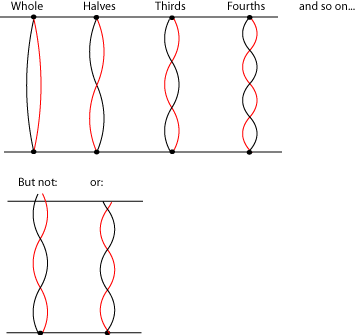 Whole Halves Thirds Fourths and so on...
But not: or: